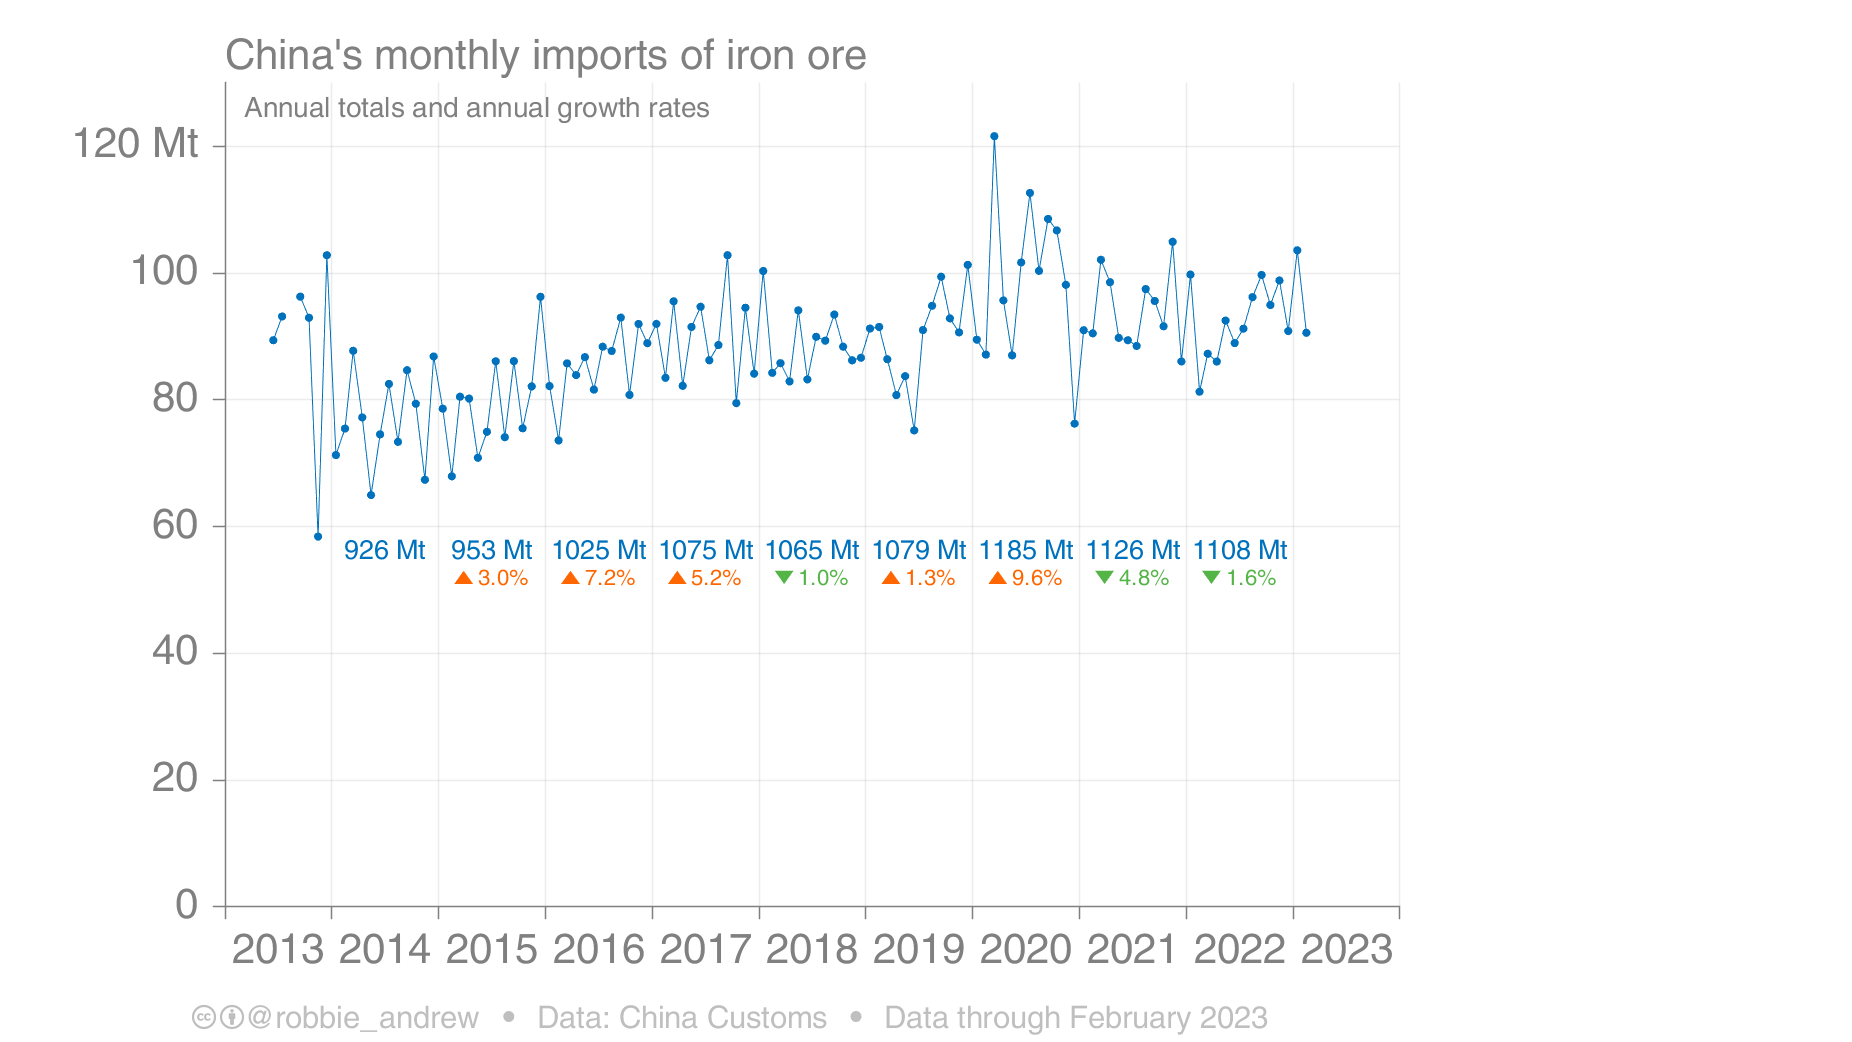 China's monthly imports of iron ore
Annual totals and annual growth rates
120 Mt
100
80
60
926 Mt 953 Mt 1025 Mt 1075 Mt 1065 Mt 1079 Mt 1185 Mt 1126 Mt 1108 Mt
▲ 3.0% ▲ 7.2% ▲ 5.2% ▼ 1.0% ▲ 1.3% ▲ 9.6% ▼ 4.8% ▼ 1.6%
40
20
0
2013 2014 2015 2016 2017 2018 2019 2020 2021 2022 2023
@robbie_andrew • Data: China Customs • Data through February 2023